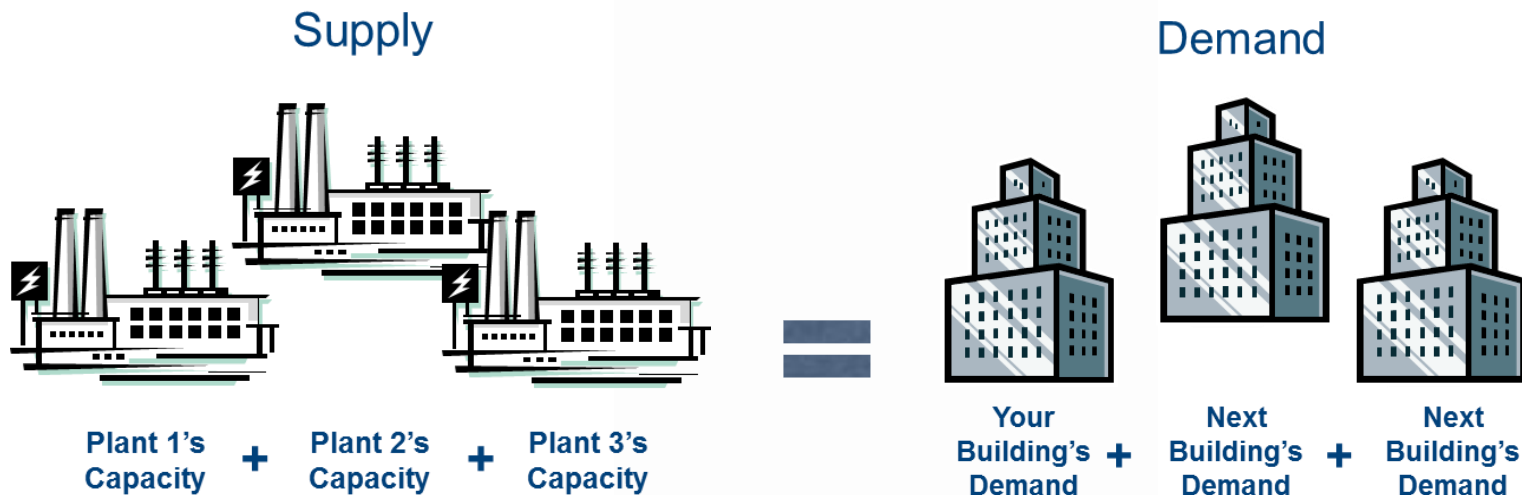 Supply
Demand
Plant 1’s + Plant 2’s + Plant 3’s
Capacity Capacity Capacity
Your Next Next
Building’s + Building’s + Building’s
Demand Demand Demand